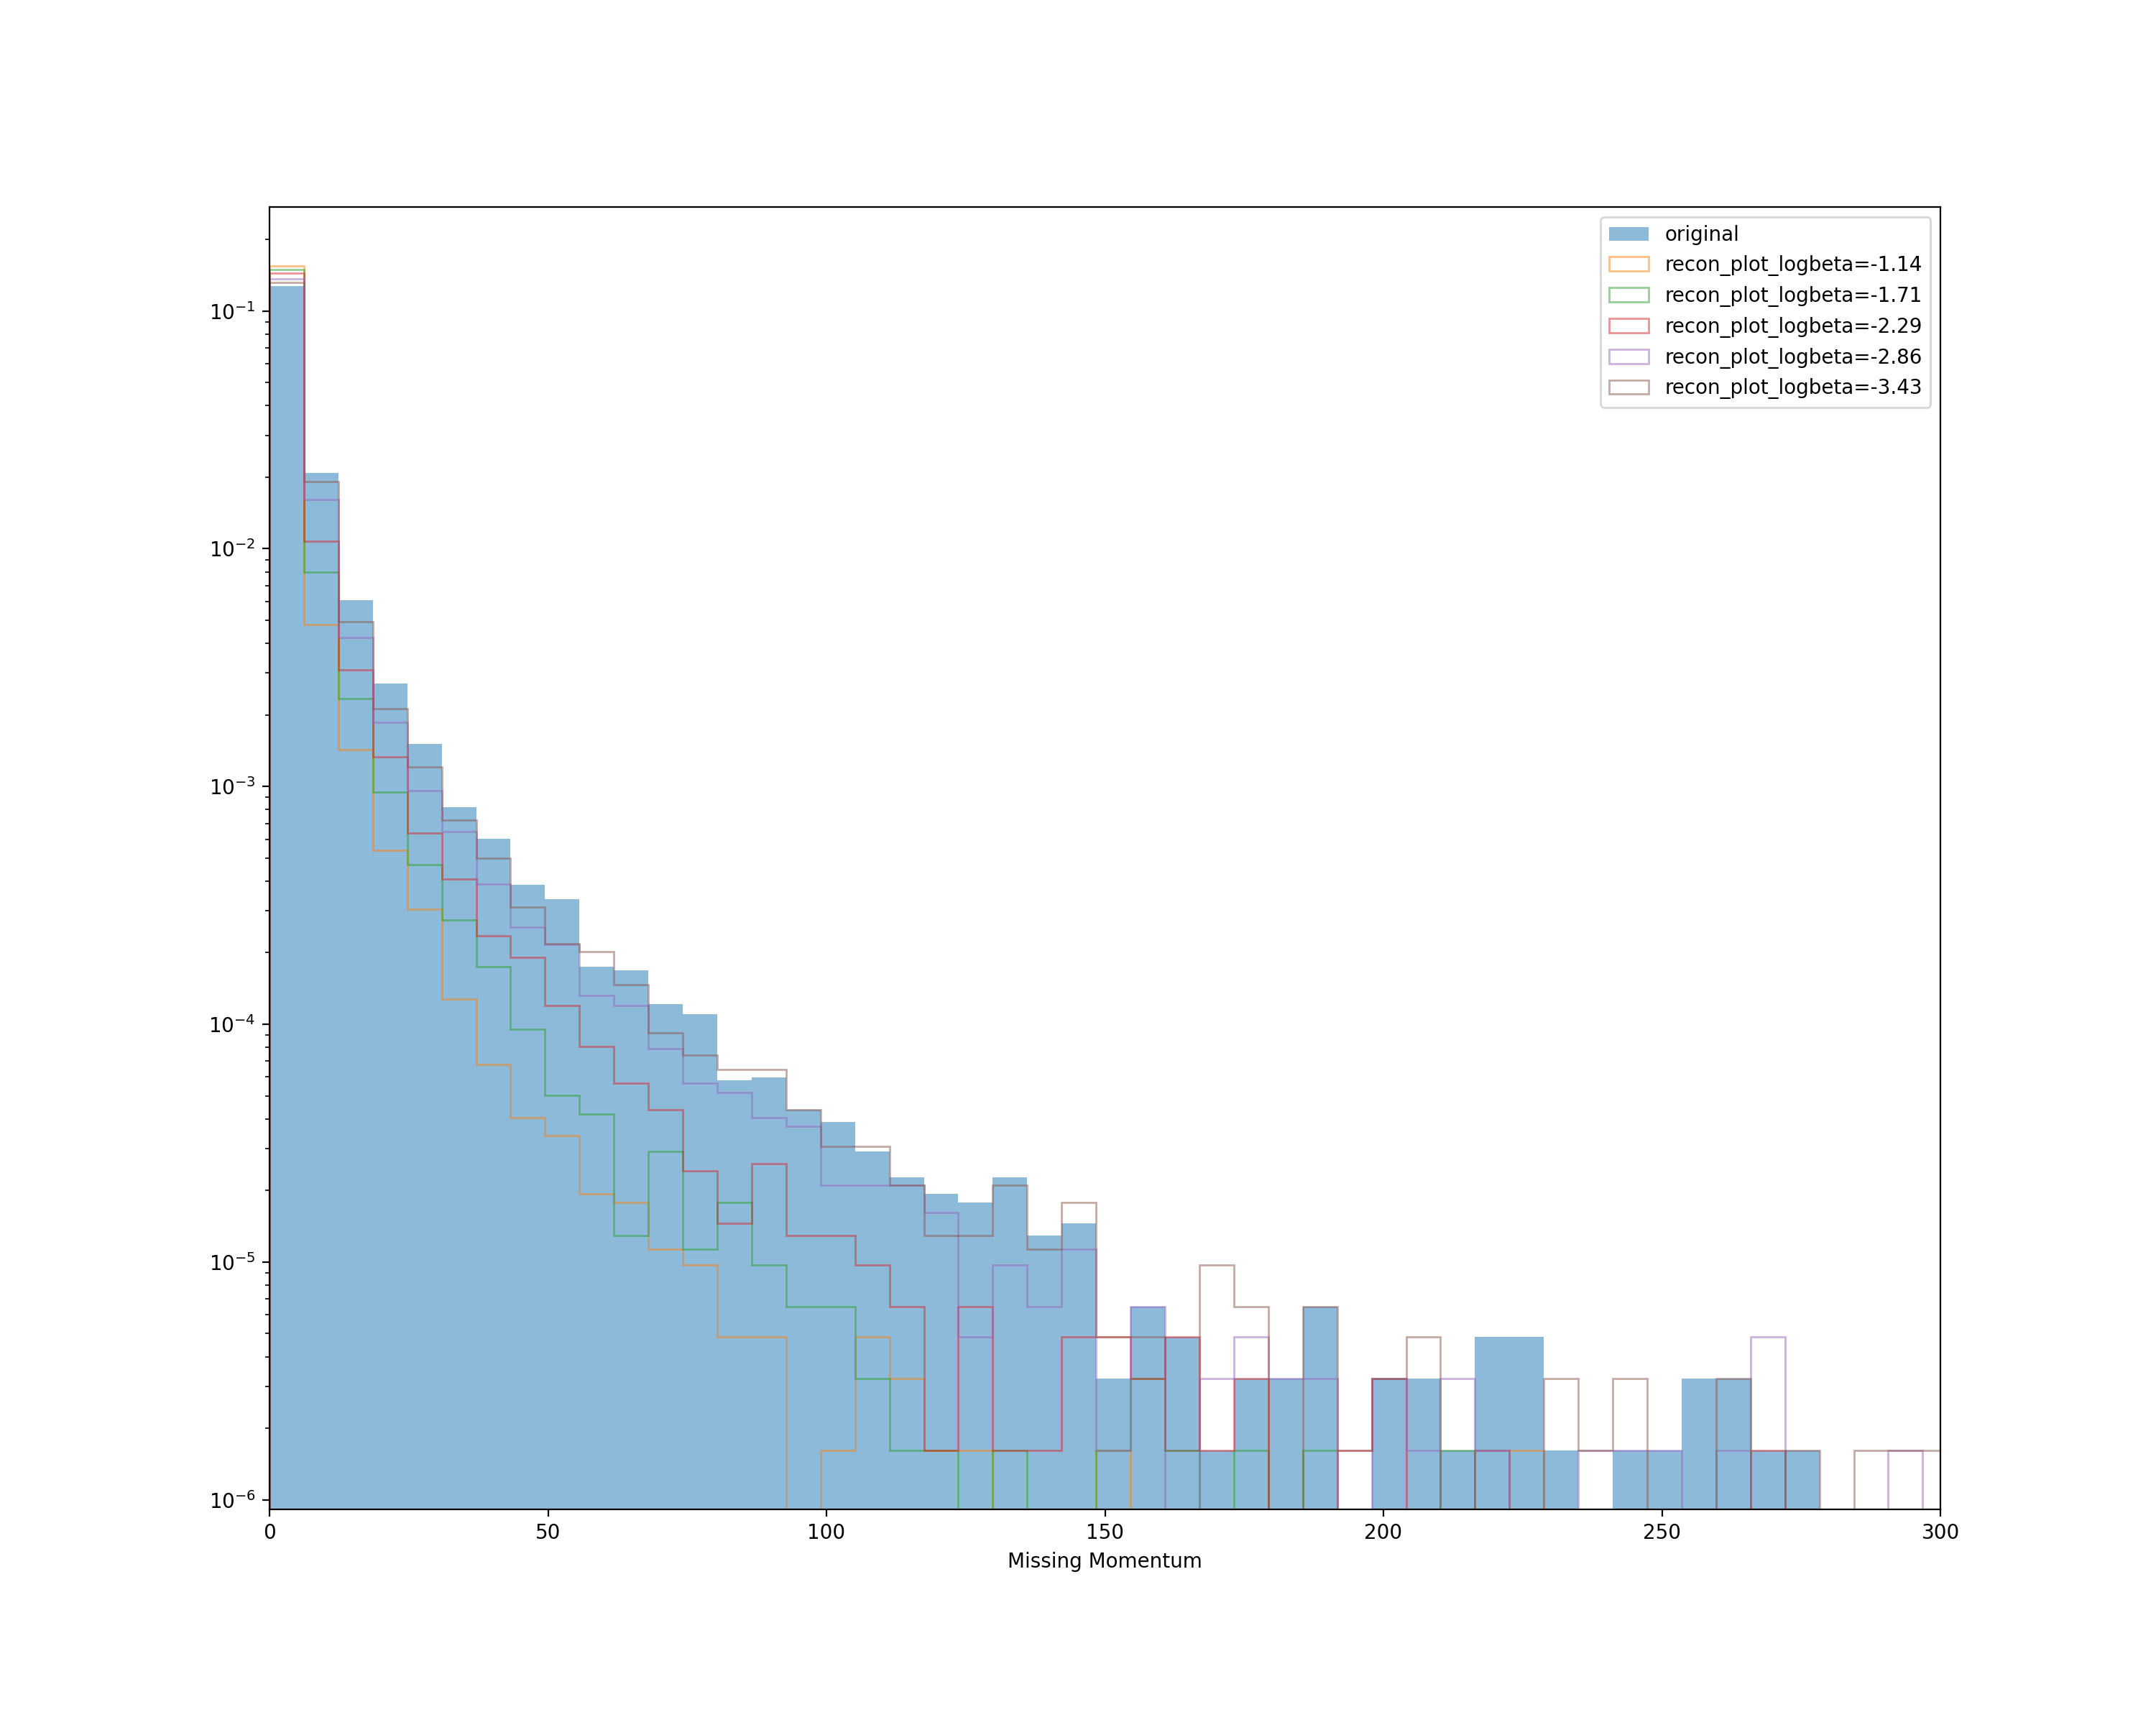 original
recon_plot_logbeta=-1.14
recon_plot_logbeta=-1.71
recon_plot_logbeta=-2.29
recon_plot_logbeta=-2.86
recon_plot_logbeta=-3.43
10⁻¹
10⁻²
10⁻³
10⁻⁴
10⁻⁵
10⁻⁶
0 50 100 150 200 250 300
Missing Momentum